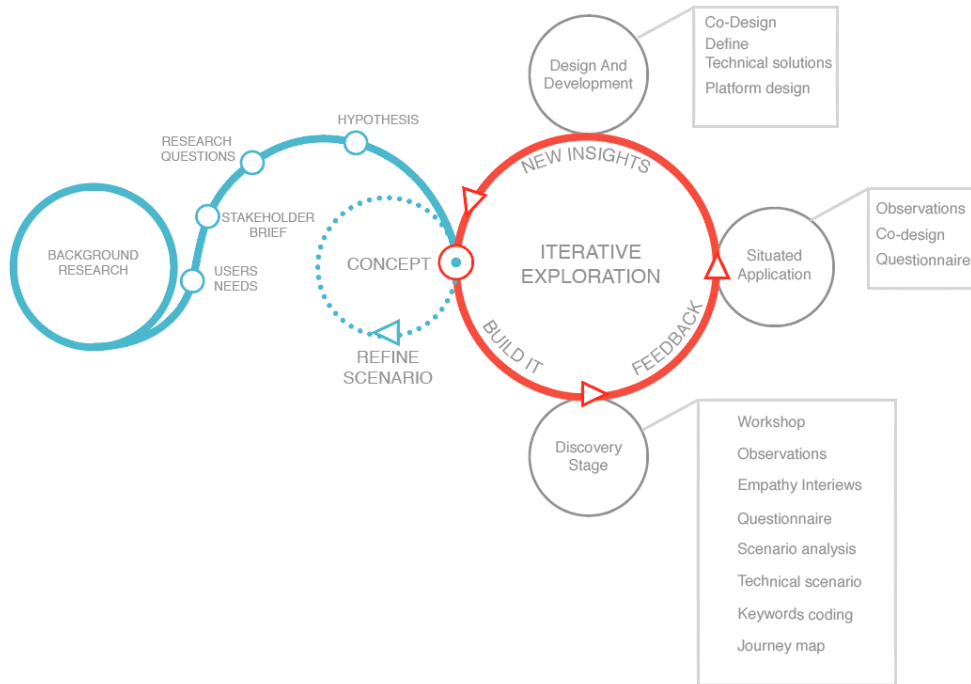 BACKGROUND
RESEARCH
USERS
NEEDS
STAKEHOLDER
BRIEF
RESEARCH
QUESTIONS
HYPOTHESIS
CONCEPT
REFINE
SCENARIO
ITERATIVE
EXPLORATION
NEW INSIGHTS
BUILD IT
FEEDBACK
Design And
Development
Co-Design
Define
Technical solutions
Platform design
Situated
Application
Observations
Co-design
Questionnaire
Discovery
Stage
Workshop
Observations
Empathy Interiews
Questionnaire
Scenario analysis
Technical scenario
Keywords coding
Journey map